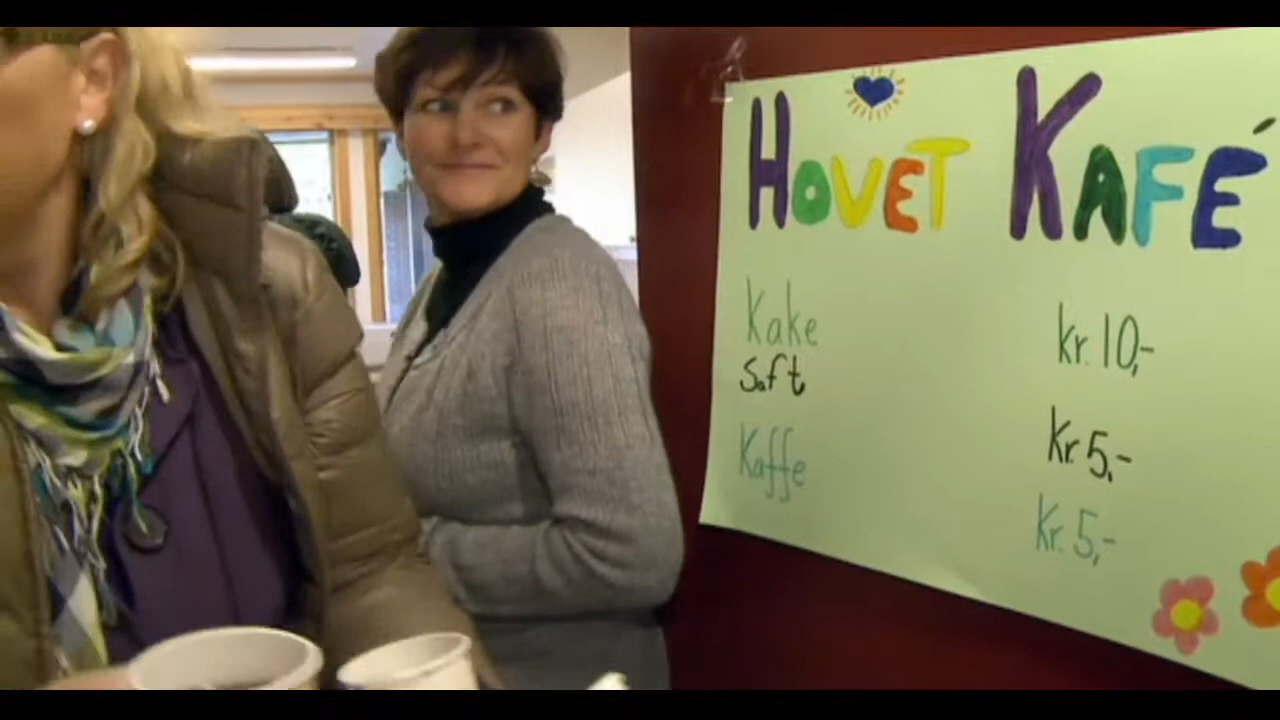 HOVET KAFÉ
Kake kr. 10,-
Saft kr. 5,-
Kaffe kr. 5,-